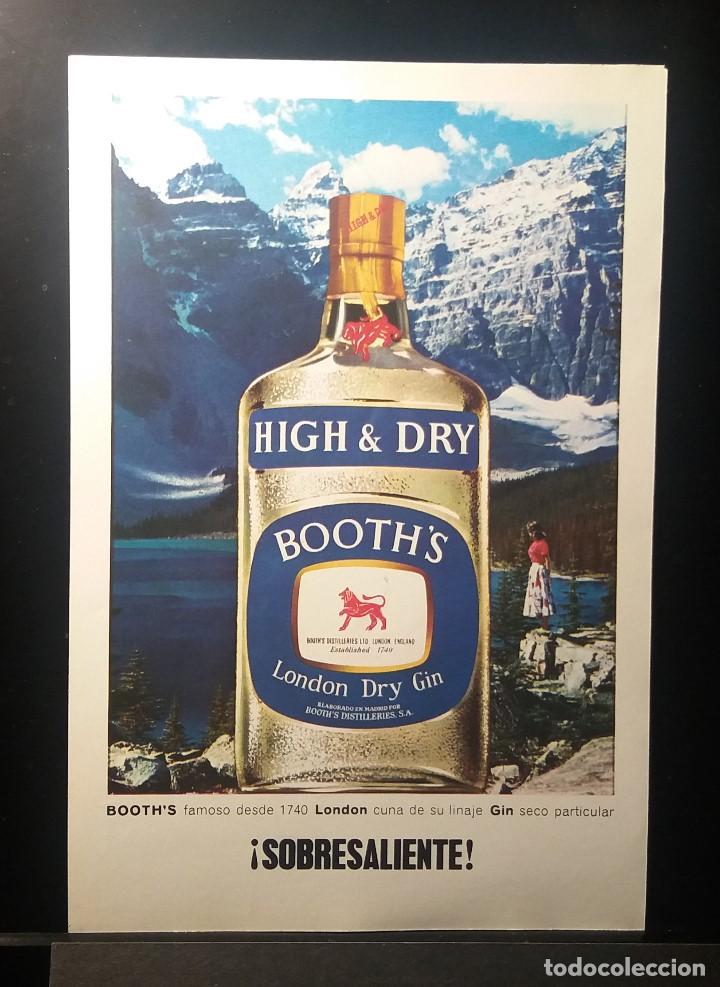 HIGH & D
HIGH & DRY
BOOTH'S
BOOTH'S DISTILLERIES LTD. LONDON, ENGLAND
Established 1740
London Dry Gin
ELABORADO EN MADRID POR
BOOTH'S DISTILLERIES, S.A.
BOOTH'S famoso desde 1740 London cuna de su linaje Gin seco particular
¡SOBRESALIENTE!
todocoleccion